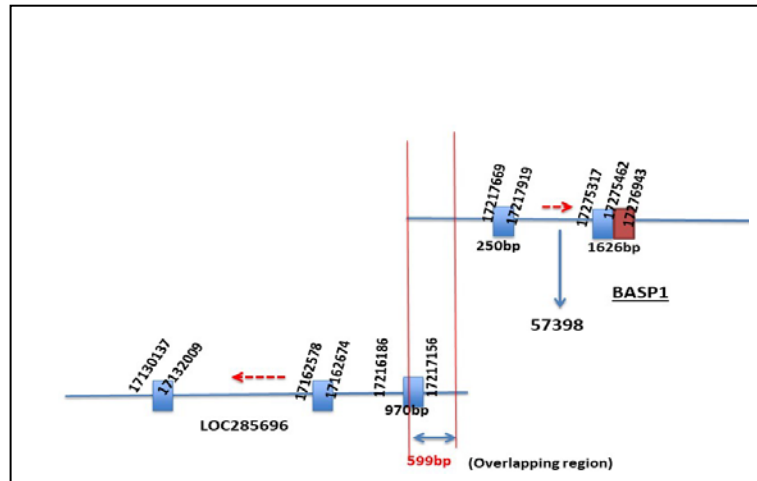 17217669
17217919
17275317
17275462
17276943
250bp
1626bp
BASP1
57398
17130137
17132009
17162578
17162674
17216186
17217156
970bp
LOC285696
599bp (Overlapping region)